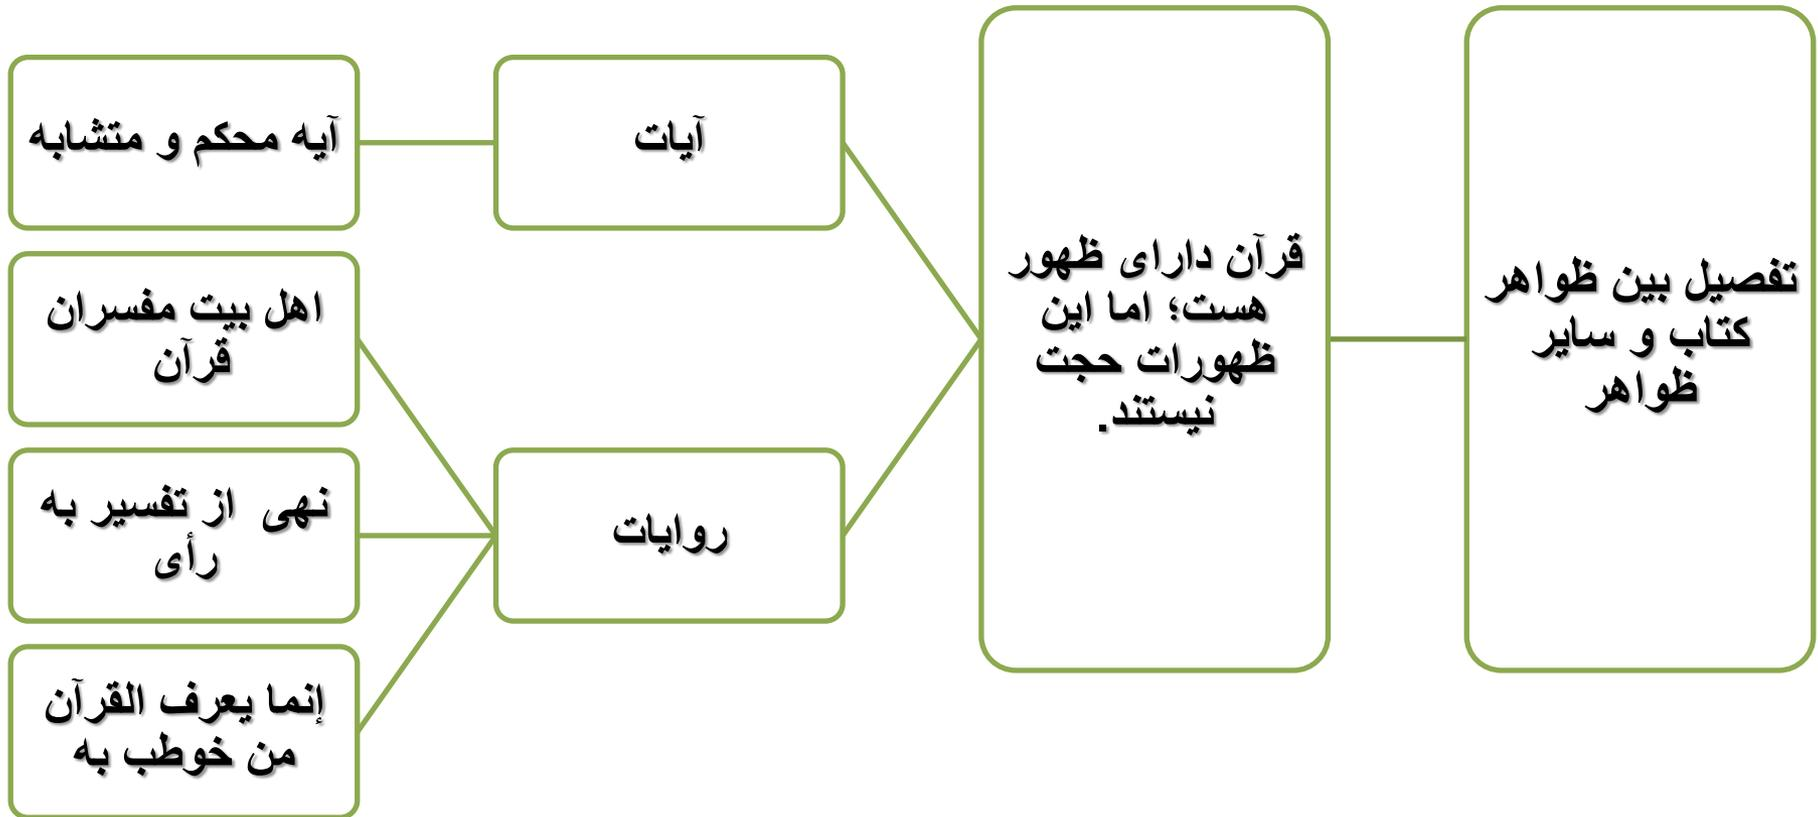 تفصیل بین ظواهر
کتاب و سایر
ظواهر
قرآن دارای ظهور
هست؛ اما این
ظهورات حجت
نیستند.
آیات
آیه محکم و متشابه
روایات
اهل بیت مفسران
قرآن
نهی از تفسیر به
رأی
إنما یعرف القرآن
من خوطب به